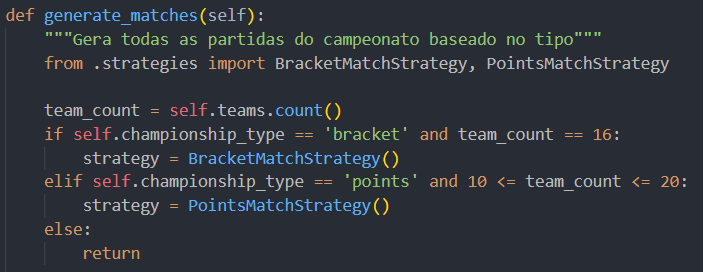 def generate_matches(self):
"""Gera todas as partidas do campeonato baseado no tipo"""
from .strategies import BracketMatchStrategy, PointsMatchStrategy
team_count = self.teams.count()
if self.championship_type == 'bracket' and team_count == 16:
strategy = BracketMatchStrategy()
elif self.championship_type == 'points' and 10 <= team_count <= 20:
strategy = PointsMatchStrategy()
else:
return